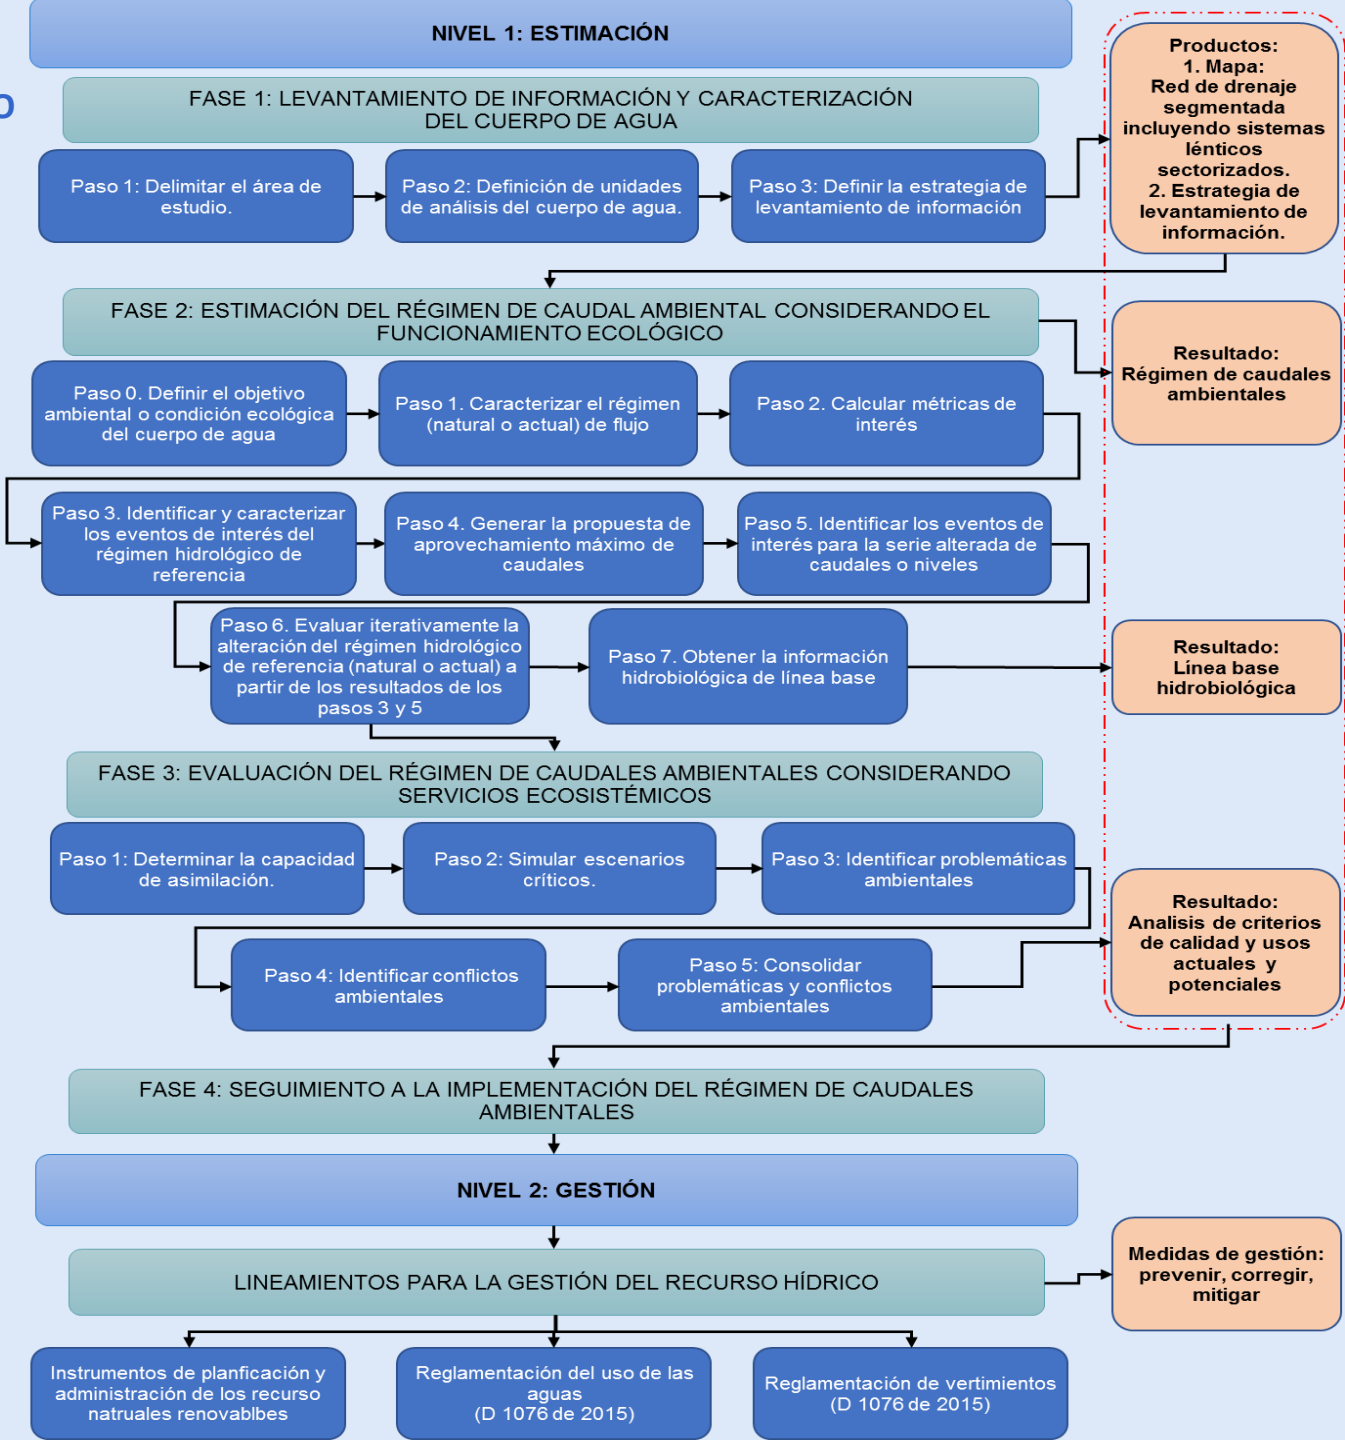 NIVEL 1: ESTIMACIÓN
o
FASE 1: LEVANTAMIENTO DE INFORMACIÓN Y CARACTERIZACIÓN
DEL CUERPO DE AGUA
Paso 1: Delimitar el área de
estudio.
Paso 2: Definición de unidades
de análisis del cuerpo de agua.
Paso 3: Definir la estrategia de
levantamiento de información
Productos:
1. Mapa:
Red de drenaje
segmentada
incluyendo sistemas
lénticos
sectorizados.
2. Estrategia de
levantamiento de
información.
FASE 2: ESTIMACIÓN DEL RÉGIMEN DE CAUDAL AMBIENTAL CONSIDERANDO EL
FUNCIONAMIENTO ECOLÓGICO
Resultado:
Régimen de caudales
ambientales
Paso 0. Definir el objetivo
ambiental o condición ecológica
del cuerpo de agua
Paso 1. Caracterizar el régimen
(natural o actual) de flujo
Paso 2. Calcular métricas de
interés
Paso 3. Identificar y caracterizar
los eventos de interés del
régimen hidrológico de
referencia
Paso 4. Generar la propuesta de
aprovechamiento máximo de
caudales
Paso 5. Identificar los eventos de
interés para la serie alterada de
caudales o niveles
Paso 6. Evaluar iterativamente la
alteración del régimen hidrológico
de referencia (natural o actual) a
partir de los resultados de los
pasos 3 y 5
Paso 7. Obtener la información
hidrobiológica de línea base
Resultado:
Línea base
hidrobiológica
FASE 3: EVALUACIÓN DEL RÉGIMEN DE CAUDALES AMBIENTALES CONSIDERANDO
SERVICIOS ECOSISTÉMICOS
Paso 1: Determinar la capacidad
de asimilación.
Paso 2: Simular escenarios
críticos.
Paso 3: Identificar problemáticas
ambientales
Paso 4: Identificar conflictos
ambientales
Paso 5: Consolidar
problemáticas y conflictos
ambientales
Resultado:
Analisis de criterios
de calidad y usos
actuales y
potenciales
FASE 4: SEGUIMIENTO A LA IMPLEMENTACIÓN DEL RÉGIMEN DE CAUDALES
AMBIENTALES
NIVEL 2: GESTIÓN
LINEAMIENTOS PARA LA GESTIÓN DEL RECURSO HÍDRICO
Medidas de gestión:
prevenir, corregir,
mitigar
Instrumentos de planficación y
administración de los recurso
natruales renovablbes
Reglamentación del uso de las
aguas
(D 1076 de 2015)
Reglamentación de vertimientos
(D 1076 de 2015)